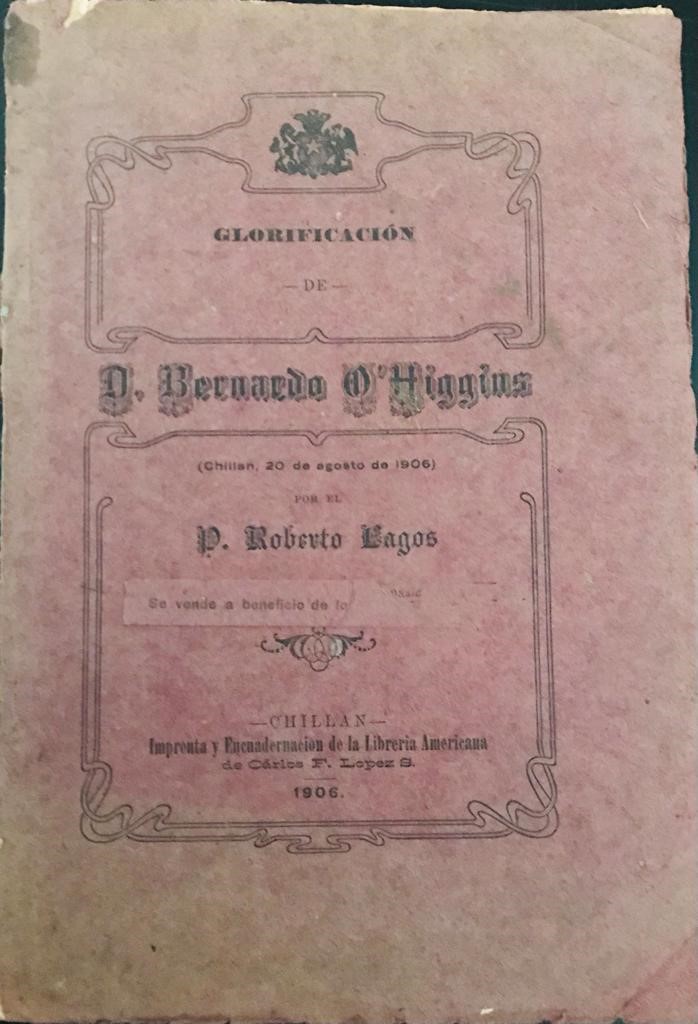 GLORIFICACIÓN
— DE —
D. Bernardo O'Higgins
(Chillan, 20 de agosto de 1906)
POR EL
P. Roberto Lagos
Se vende a beneficio de
—CHILLAN—
Imprenta y Encuadernacion de la Libreria Americana
de Cárlos F. Lopez S.
1906.